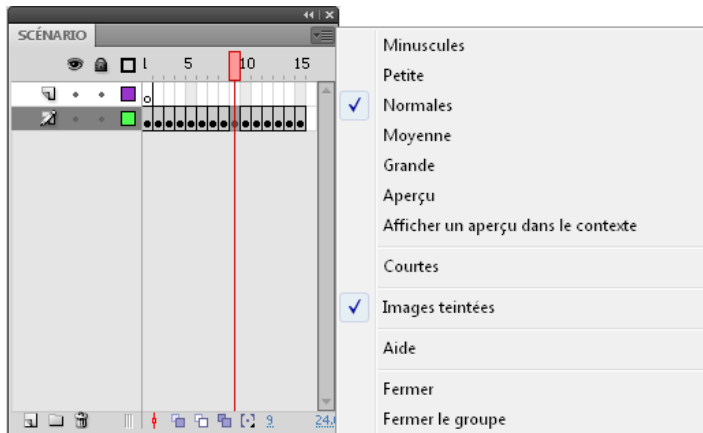 SCÉNARIO
1 5 10 15
9 24,0
Minuscules
Petite
Normales
Moyenne
Grande
Aperçu
Afficher un aperçu dans le contexte
Courtes
Images teintées
Aide
Fermer
Fermer le groupe